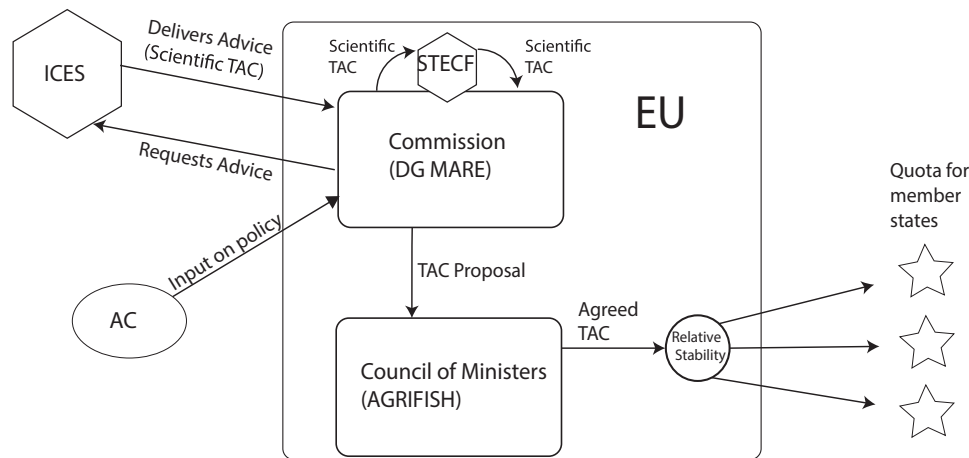 ICES
Delivers Advice
(Scientific TAC)
Requests Advice
Scientific
TAC
STECF
Scientific
TAC
EU
Commission
(DG MARE)
Input on policy
AC
TAC Proposal
Council of Ministers
(AGRIFISH)
Agreed
TAC
Relative
Stability
Quota for
member
states